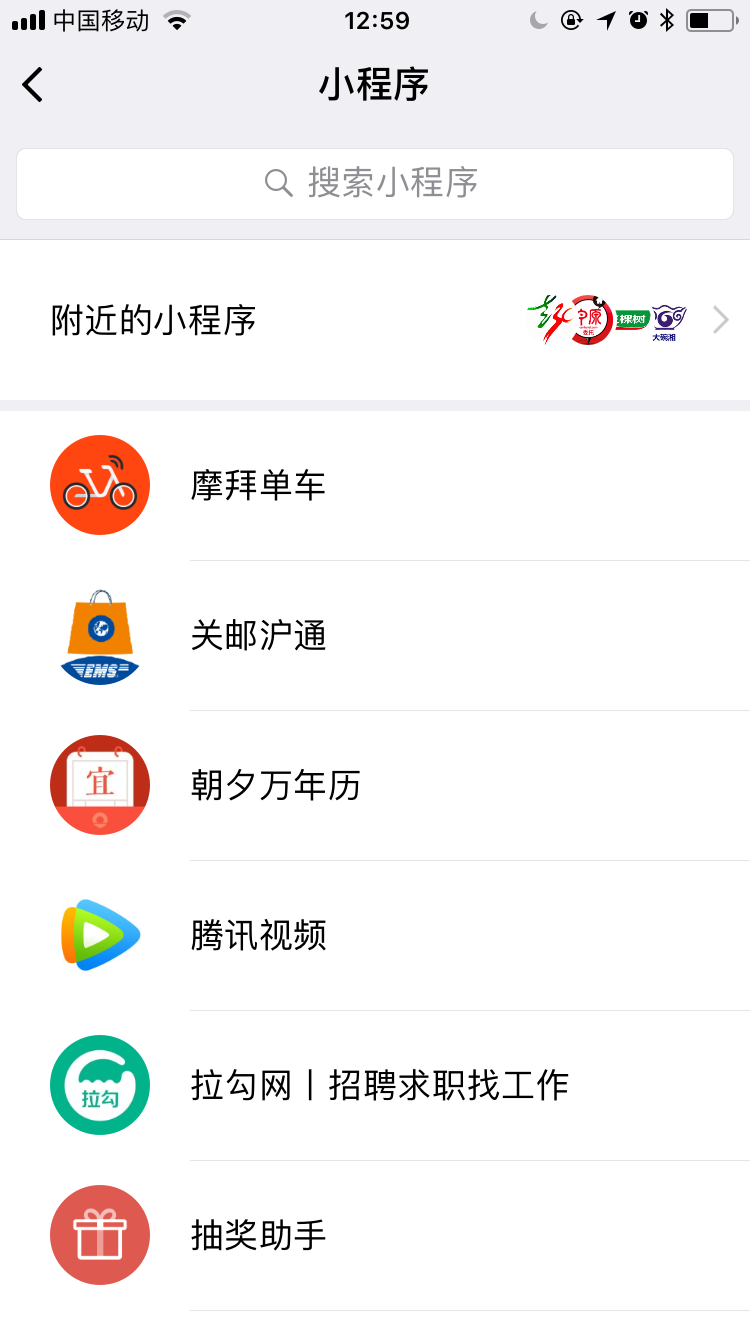 中国移动
12:59
小程序
搜索小程序
附近的小程序
中原
棵树
大碗湘
摩拜单车
EMS
关邮沪通
宜
朝夕万年历
腾讯视频
拉勾
拉勾网丨招聘求职找工作
抽奖助手